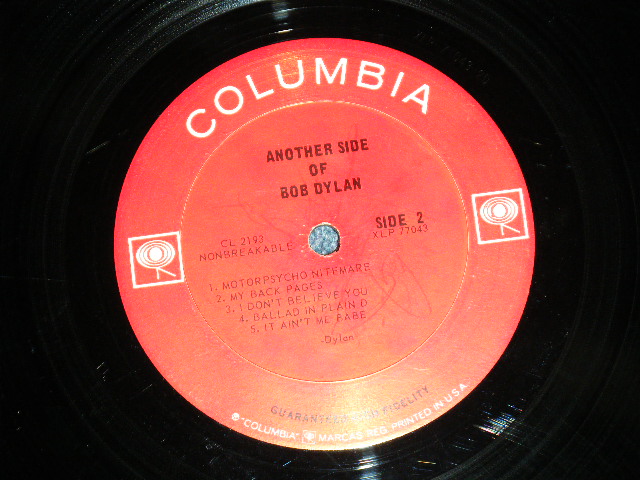 COLUMBIA
ANOTHER SIDE
OF
BOB DYLAN
CL 2193
NONBREAKABLE
SIDE 2
XLP 77043
1. MOTORPSYCHO NITEMARE
2. MY BACK PAGES
3. I DON'T BELIEVE YOU
4. BALLAD IN PLAIN D
5. IT AIN'T ME BABE
-Dylan
GUARANTEED HIGH FIDELITY
® "COLUMBIA" MARCAS REG. PRINTED IN U.S.A.